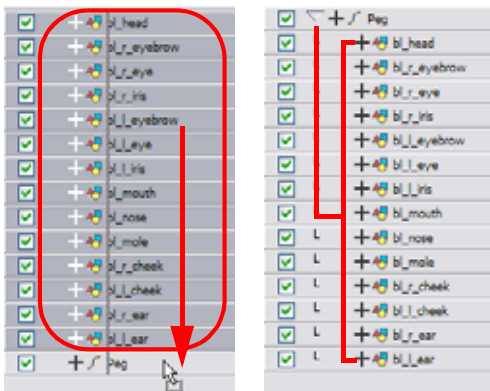 bl_head
bl_r_eyebrow
bl_r_eye
bl_r_iris
bl_l_eyebrow
bl_l_eye
bl_l_iris
bl_mouth
bl_nose
bl_mole
bl_r_cheek
bl_l_cheek
bl_r_ear
bl_l_ear
Peg
Peg
bl_head
bl_r_eyebrow
bl_r_eye
bl_r_iris
bl_l_eyebrow
bl_l_eye
bl_l_iris
bl_mouth
bl_nose
bl_mole
bl_r_cheek
bl_l_cheek
bl_r_ear
bl_l_ear